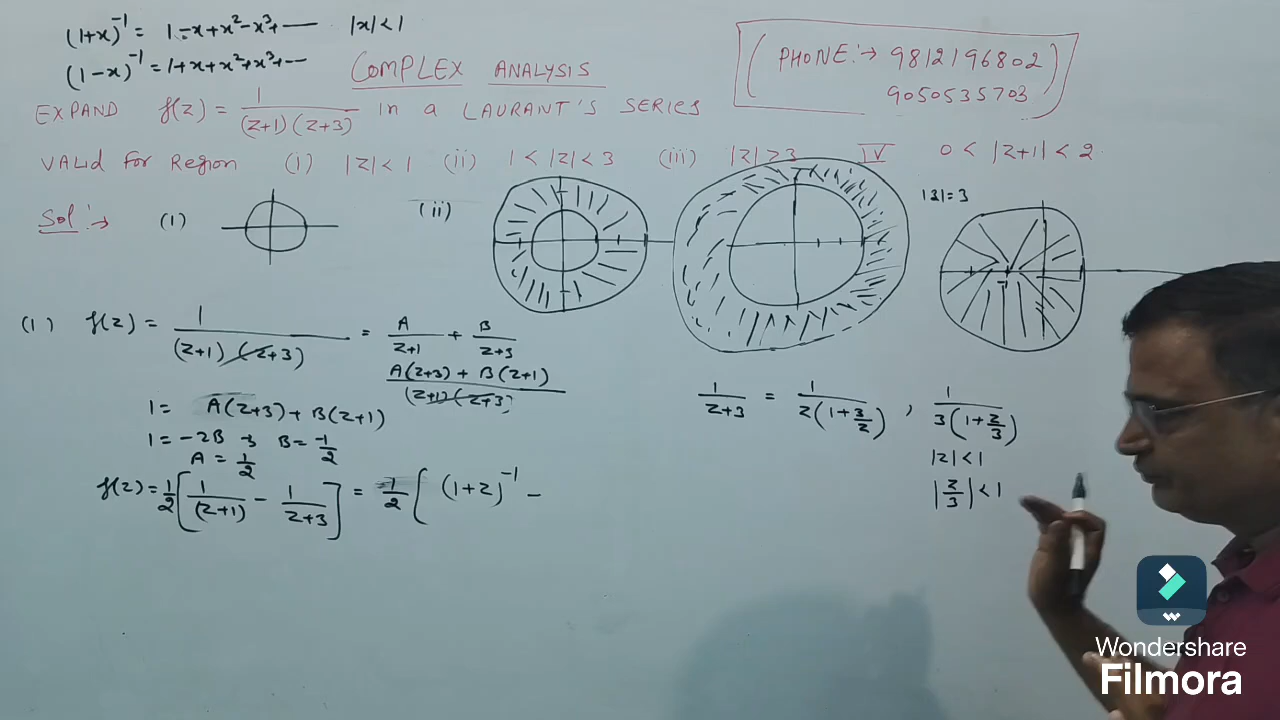 (1+x)⁻¹ = 1 - x + x² - x³ + ---- |x| < 1
(1-x)⁻¹ = 1 + x + x² + x³ + ---
COMPLEX ANALYSIS
( PHONE:→ 9812196802
9050535703 )
EXPAND f(z) = 1/((z+1)(z+3)) in a LAURANT'S SERIES
VALID For Region (i) |z| < 1 (ii) 1 < |z| < 3 (iii) |z| > 3 IV 0 < |z+1| < 2
Sol:→ (1) (ii) |z| = 3
(1) f(z) = 1/((z+1)(z+3)) = A/(z+1) + B/(z+3)
(A(z+3) + B(z+1))/((z+1)(z+3))
1 = A(z+3) + B(z+1)
1 = -2B → B = -1/2
A = 1/2
f(z) = 1/2 [ 1/(z+1) - 1/(z+3) ] = 1/2 [ (1+z)⁻¹ -
1/(z+3) = 1/(z(1+3/z)) , 1/(3(1+z/3))
|z| < 1
|z/3| < 1
Wondershare
Filmora